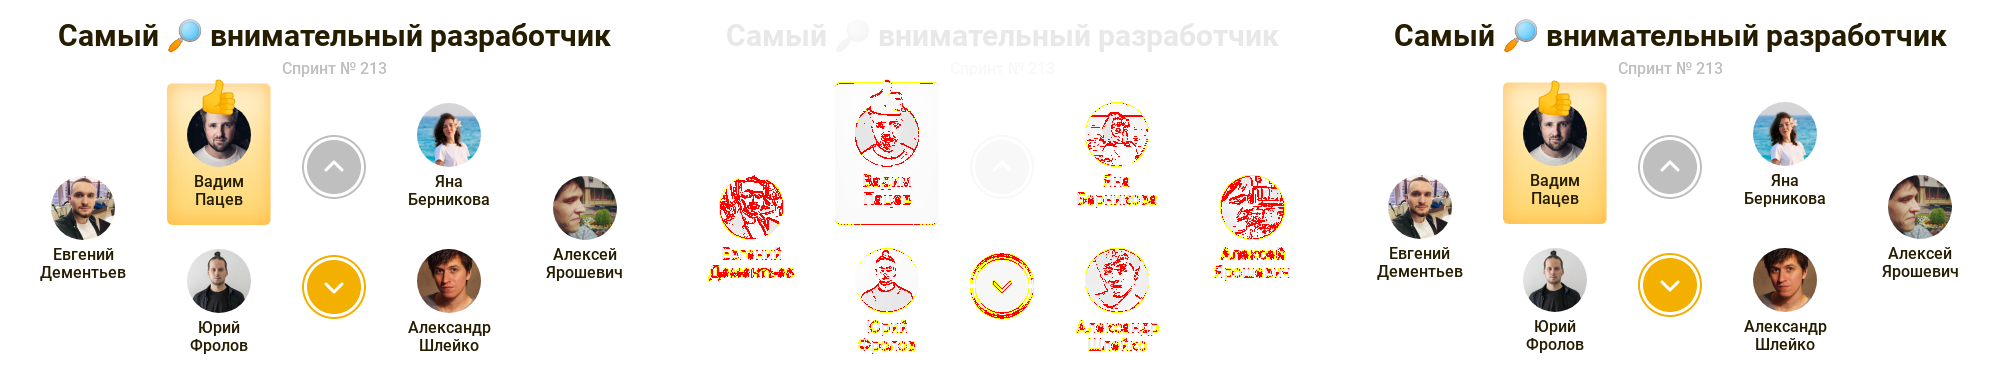 Самый 🔎 внимательный разработчик
Спринт № 213
Вадим
Пацев
Яна
Берникова
Евгений
Дементьев
Алексей
Ярошевич
Юрий
Фролов
Александр
Шлейко
Самый 🔎 внимательный разработчик
Спринт № 213
Вадим
Пацев
Яна
Берникова
Евгений
Дементьев
Алексей
Ярошевич
Юрий
Фролов
Александр
Шлейко
Самый 🔎 внимательный разработчик
Спринт № 213
Вадим
Пацев
Яна
Берникова
Евгений
Дементьев
Алексей
Ярошевич
Юрий
Фролов
Александр
Шлейко